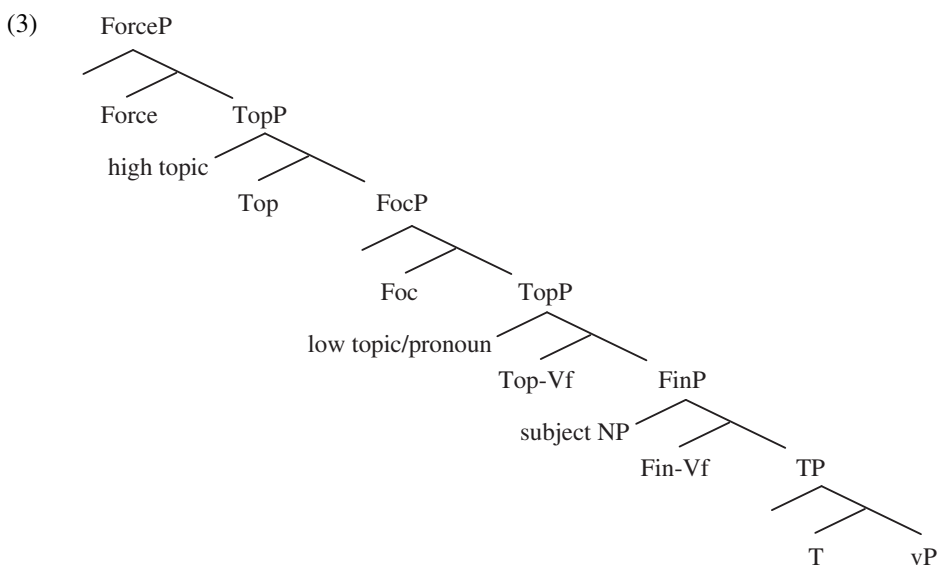 (3) ForceP
Force TopP
high topic
Top FocP
Foc TopP
low topic/pronoun
Top-Vf FinP
subject NP
Fin-Vf TP
T vP